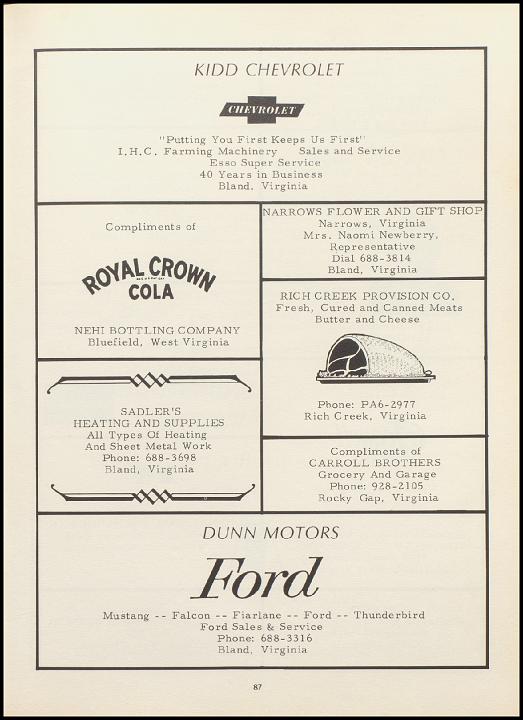 KIDD CHEVROLET
CHEVROLET
"Putting You First Keeps Us First"
I.H.C. Farming Machinery Sales and Service
Esso Super Service
40 Years in Business
Bland, Virginia
Compliments of
ROYAL CROWN
COLA
NEHI BOTTLING COMPANY
Bluefield, West Virginia
NARROWS FLOWER AND GIFT SHOP
Narrows, Virginia
Mrs. Naomi Newberry,
Representative
Dial 688-3814
Bland, Virginia
RICH CREEK PROVISION CO.
Fresh, Cured and Canned Meats
Butter and Cheese
Phone: PA6-2977
Rich Creek, Virginia
SADLER'S
HEATING AND SUPPLIES
All Types Of Heating
And Sheet Metal Work
Phone: 688-3698
Bland, Virginia
Compliments of
CARROLL BROTHERS
Grocery And Garage
Phone: 928-2105
Rocky Gap, Virginia
DUNN MOTORS
Ford
Mustang -- Falcon -- Fiarlane -- Ford -- Thunderbird
Ford Sales & Service
Phone: 688-3316
Bland, Virginia
87